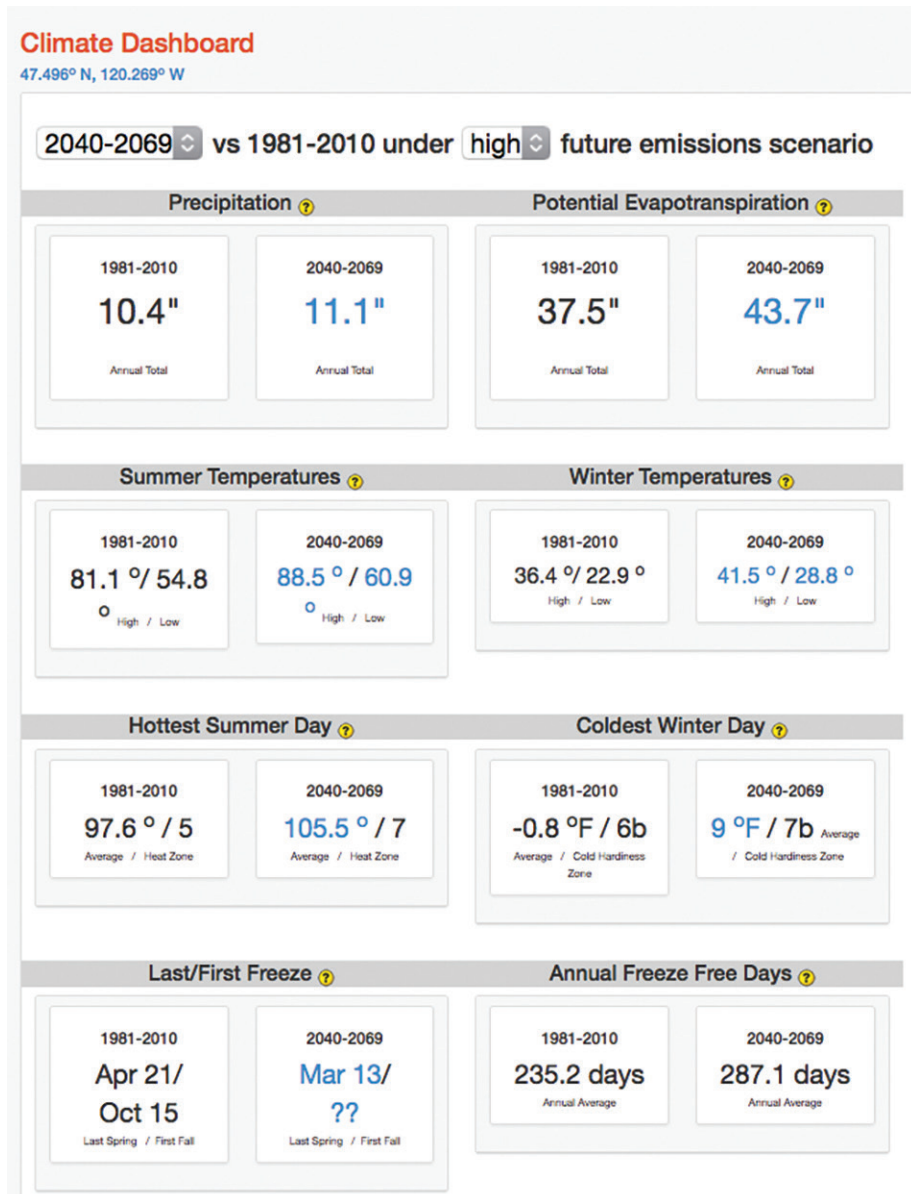 Climate Dashboard
47.496º N, 120.269º W
2040-2069 vs 1981-2010 under high future emissions scenario
Precipitation ?
Potential Evapotranspiration ?
1981-2010
10.4"
Annual Total
2040-2069
11.1"
Annual Total
1981-2010
37.5"
Annual Total
2040-2069
43.7"
Annual Total
Summer Temperatures ?
Winter Temperatures ?
1981-2010
81.1 º/ 54.8
º High / Low
2040-2069
88.5 º / 60.9
º High / Low
1981-2010
36.4 º/ 22.9 º
High / Low
2040-2069
41.5 º / 28.8 º
High / Low
Hottest Summer Day ?
Coldest Winter Day ?
1981-2010
97.6 º / 5
Average / Heat Zone
2040-2069
105.5 º / 7
Average / Heat Zone
1981-2010
-0.8 ºF / 6b
Average / Cold Hardiness
Zone
2040-2069
9 ºF / 7b Average
/ Cold Hardiness Zone
Last/First Freeze ?
Annual Freeze Free Days ?
1981-2010
Apr 21/
Oct 15
Last Spring / First Fall
2040-2069
Mar 13/
??
Last Spring / First Fall
1981-2010
235.2 days
Annual Average
2040-2069
287.1 days
Annual Average